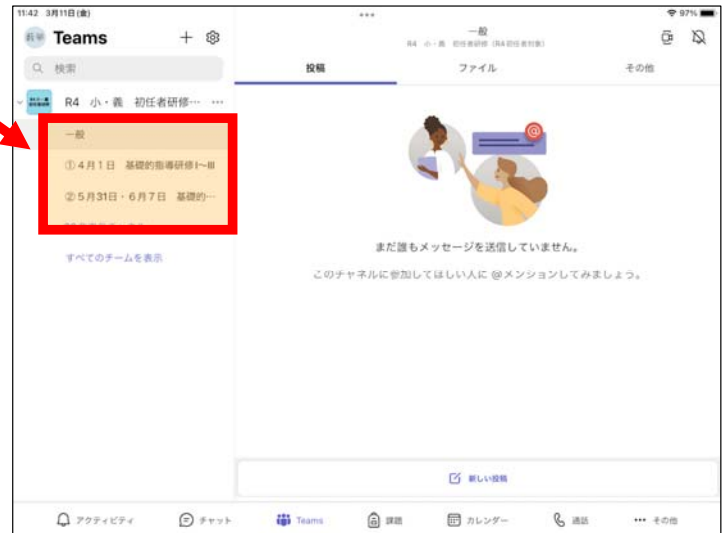 11:42 3月11日(金)
97%
Teams
検索
R4 小・義 初任者研修… …
一般
①4月1日 基礎的指導研修Ⅰ～Ⅲ
②5月31日・6月7日 基礎的…
すべてのチームを表示
一般
投稿
ファイル
その他
@
まだ誰もメッセージを送信していません。
このチャネルに参加してほしい人に @メンションしてみましょう。
新しい投稿
アクティビティ
チャット
Teams
課題
カレンダー
通話
その他